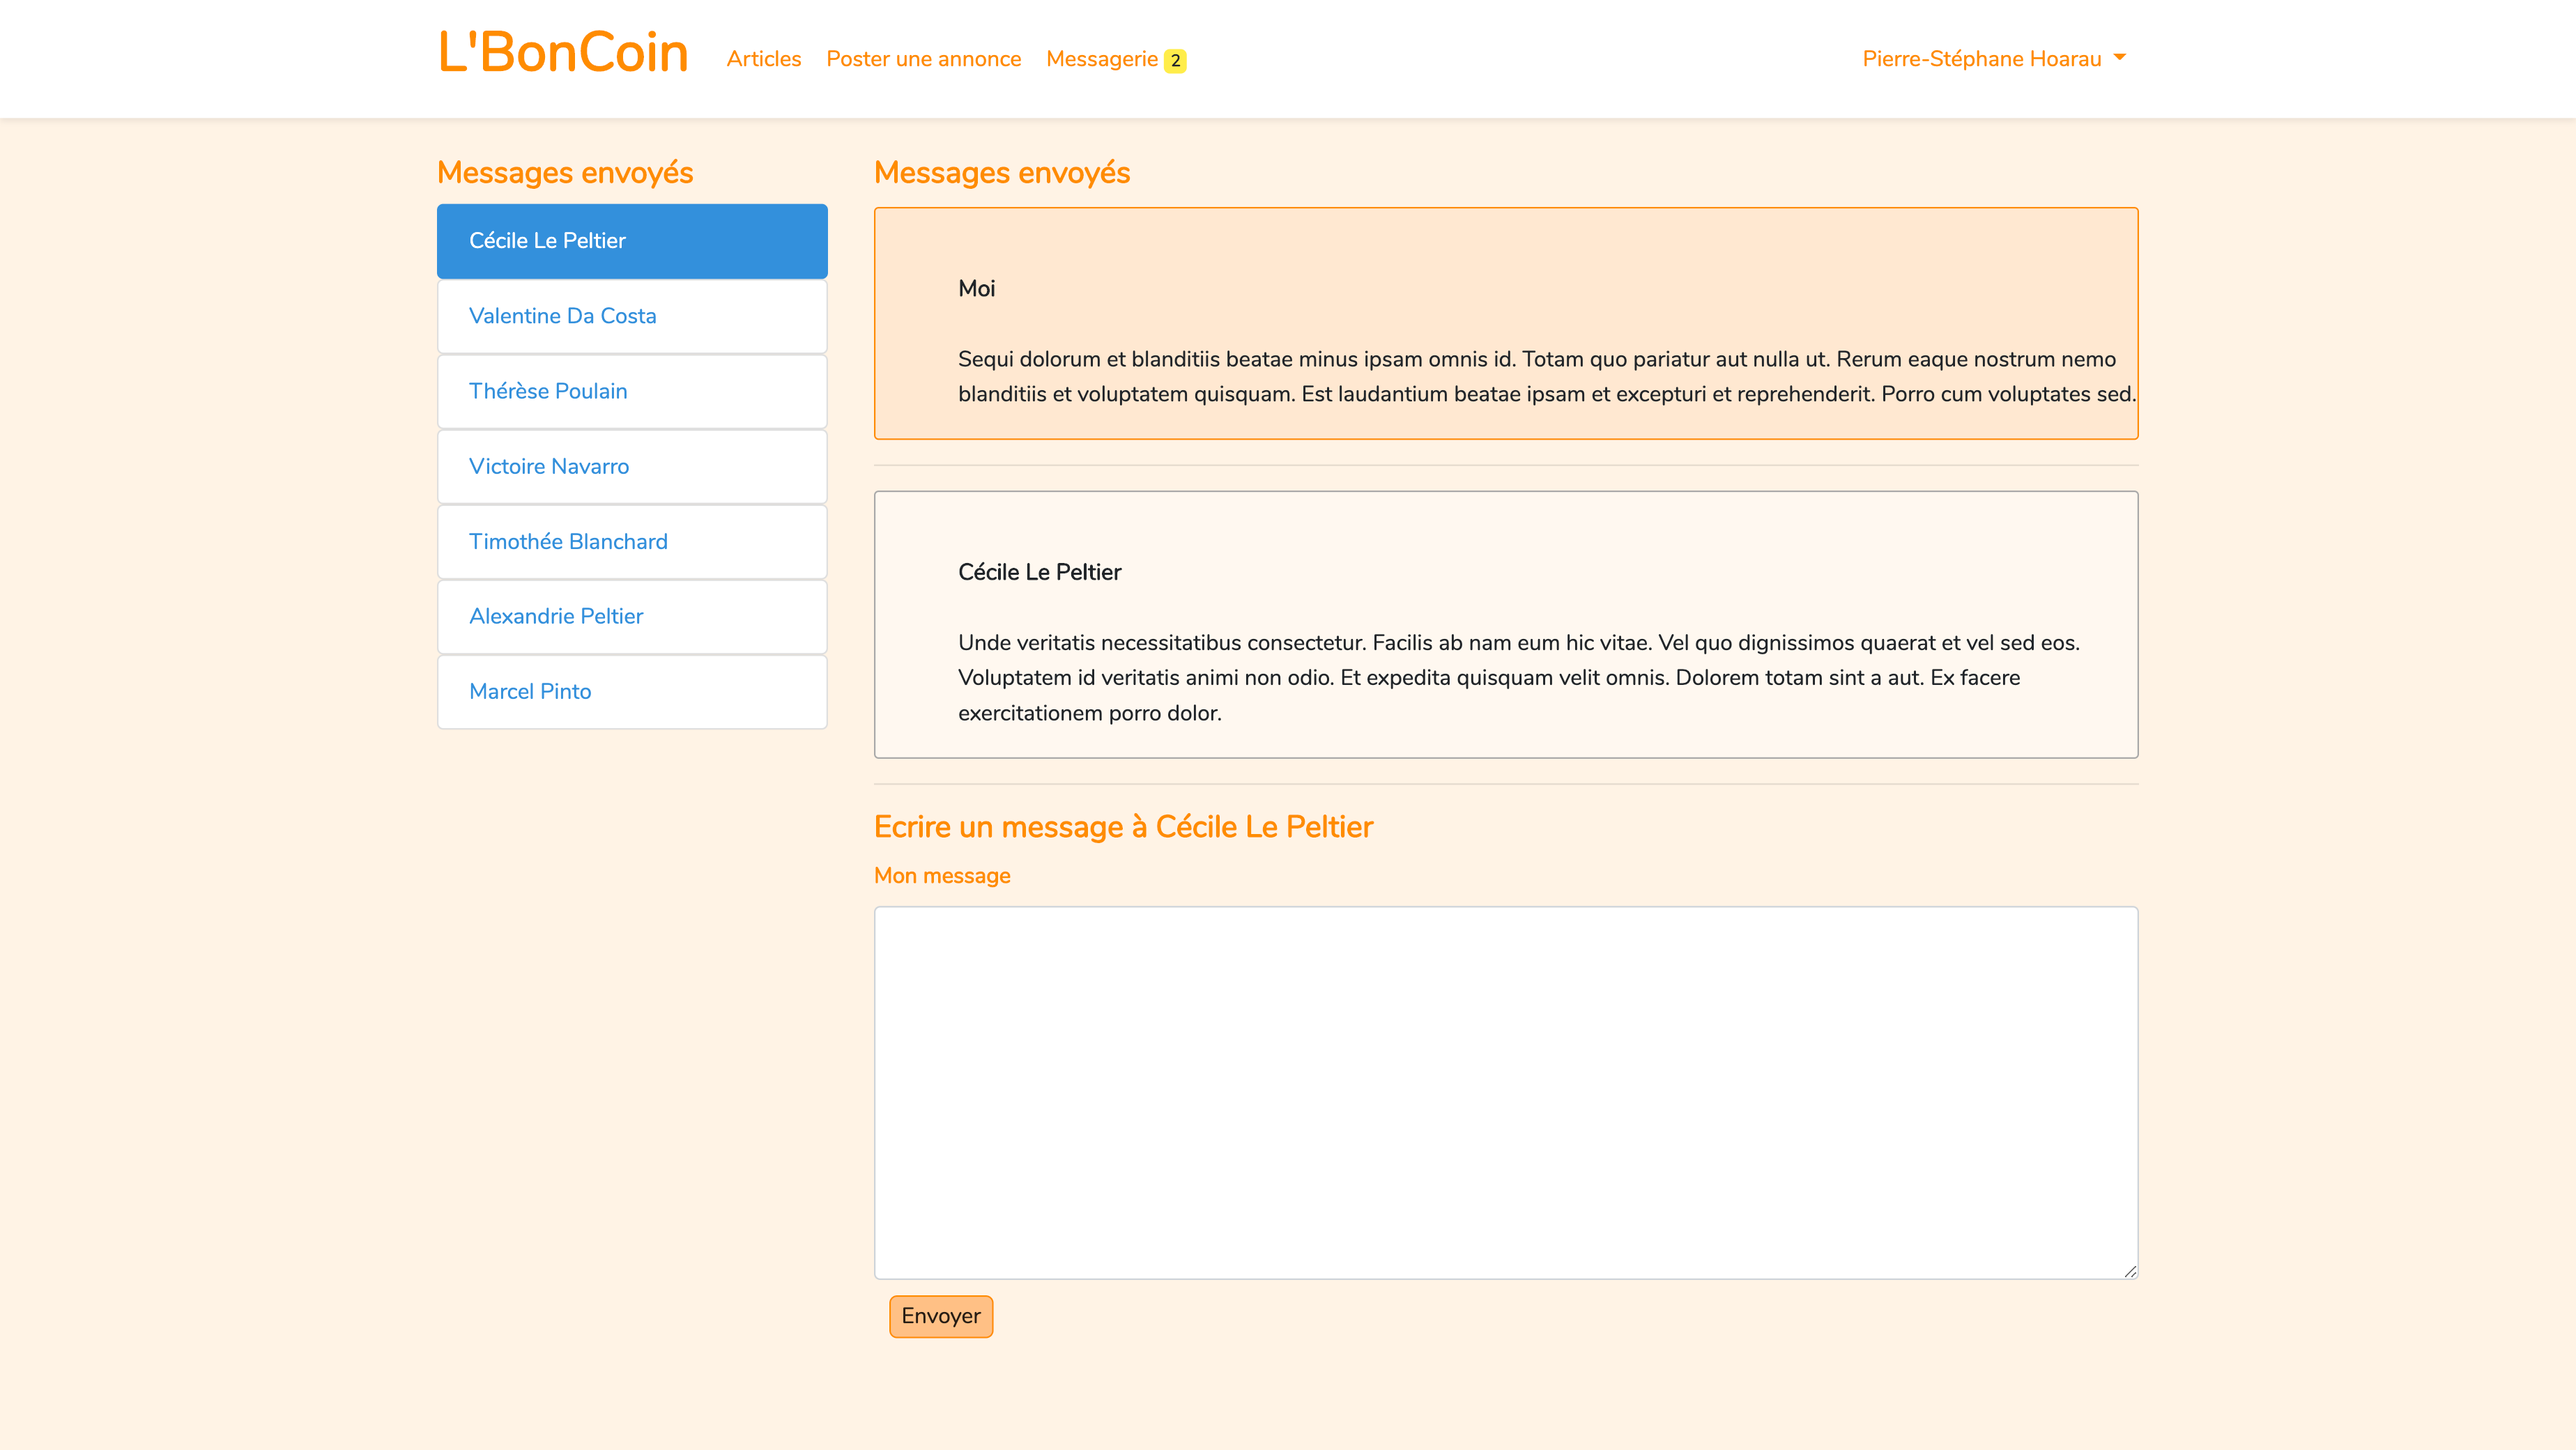 L'BonCoin
Articles
Poster une annonce
Messagerie 2
Pierre-Stéphane Hoarau
Messages envoyés
Cécile Le Peltier
Valentine Da Costa
Thérèse Poulain
Victoire Navarro
Timothée Blanchard
Alexandrie Peltier
Marcel Pinto
Messages envoyés
Moi
Sequi dolorum et blanditiis beatae minus ipsam omnis id. Totam quo pariatur aut nulla ut. Rerum eaque nostrum nemo
blanditiis et voluptatem quisquam. Est laudantium beatae ipsam et excepturi et reprehenderit. Porro cum voluptates sed.
Cécile Le Peltier
Unde veritatis necessitatibus consectetur. Facilis ab nam eum hic vitae. Vel quo dignissimos quaerat et vel sed eos.
Voluptatem id veritatis animi non odio. Et expedita quisquam velit omnis. Dolorem totam sint a aut. Ex facere
exercitationem porro dolor.
Ecrire un message à Cécile Le Peltier
Mon message
Envoyer